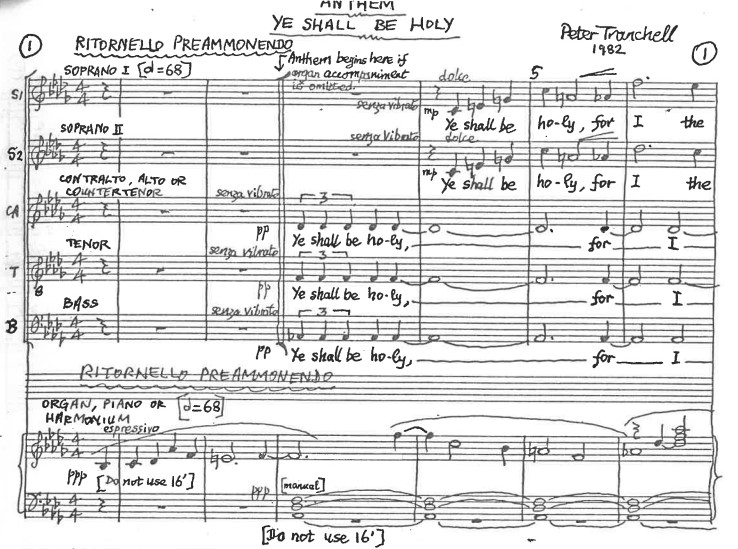 ANTHEM
YE SHALL BE HOLY
Peter Tranchell
1982
1
1
RITORNELLO PREAMMONENDO
SOPRANO I [d=68]
Anthem begins here if
organ accompaniment
is omitted.
dolce
5
S1
senza vibrato
mp
Ye shall be ho-ly, for I the
SOPRANO II
senza vibrato
dolce
S2
mp
Ye shall be ho-ly, for I the
CONTRALTO, ALTO OR
COUNTERTENOR
senza vibrato
3
CA
pp
Ye shall be ho-ly, for I
TENOR
senza vibrato
3
T
8
pp
Ye shall be ho-ly, for I
BASS
senza vibrato
3
B
pp
Ye shall be ho-ly, for I
RITORNELLO PREAMMONENDO
ORGAN, PIANO OR
HARMONIUM
[d=68]
espressivo
ppp
[Do not use 16']
ppp
[manual]
[Do not use 16']